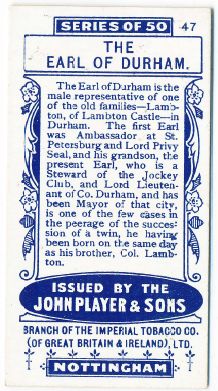 SERIES OF 50 47
THE
EARL OF DURHAM.
The Earl of Durham is the
male representative of one
of the old families—Lamb-
ton, of Lambton Castle—in
Durham. The first Earl
was Ambassador at St.
Petersburg and Lord Privy
Seal, and his grandson, the
present Earl, who is a
Steward of the Jockey
Club, and Lord Lieuten-
ant of Co. Durham, and has
been Mayor of that city,
is one of the few cases in
the peerage of the succes-
sion of a twin, he having
been born on the same day
as his brother, Col. Lamb-
ton.
ISSUED BY THE
JOHN PLAYER & SONS
BRANCH OF THE IMPERIAL TOBACCO CO.
(OF GREAT BRITAIN & IRELAND), LTD.
NOTTINGHAM